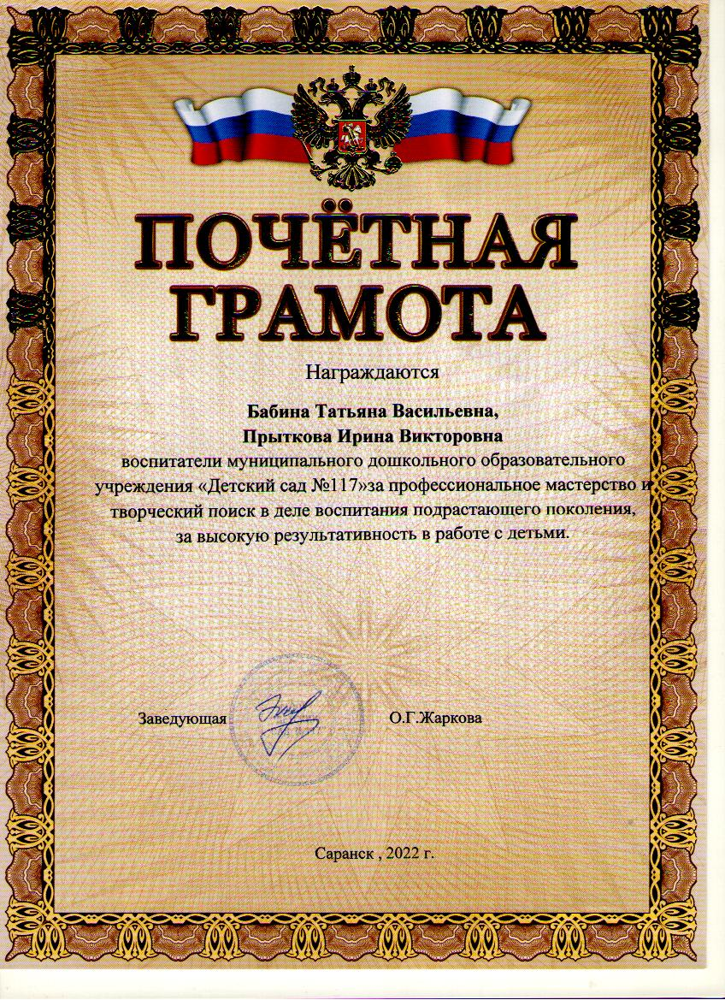 ПОЧЁТНАЯ
ГРАМОТА
Награждаются
Бабина Татьяна Васильевна,
Прыткова Ирина Викторовна
воспитатели муниципального дошкольного образовательного
учреждения «Детский сад №117»за профессиональное мастерство и
творческий поиск в деле воспитания подрастающего поколения,
за высокую результативность в работе с детьми.
Заведующая О.Г.Жаркова
Саранск , 2022 г.